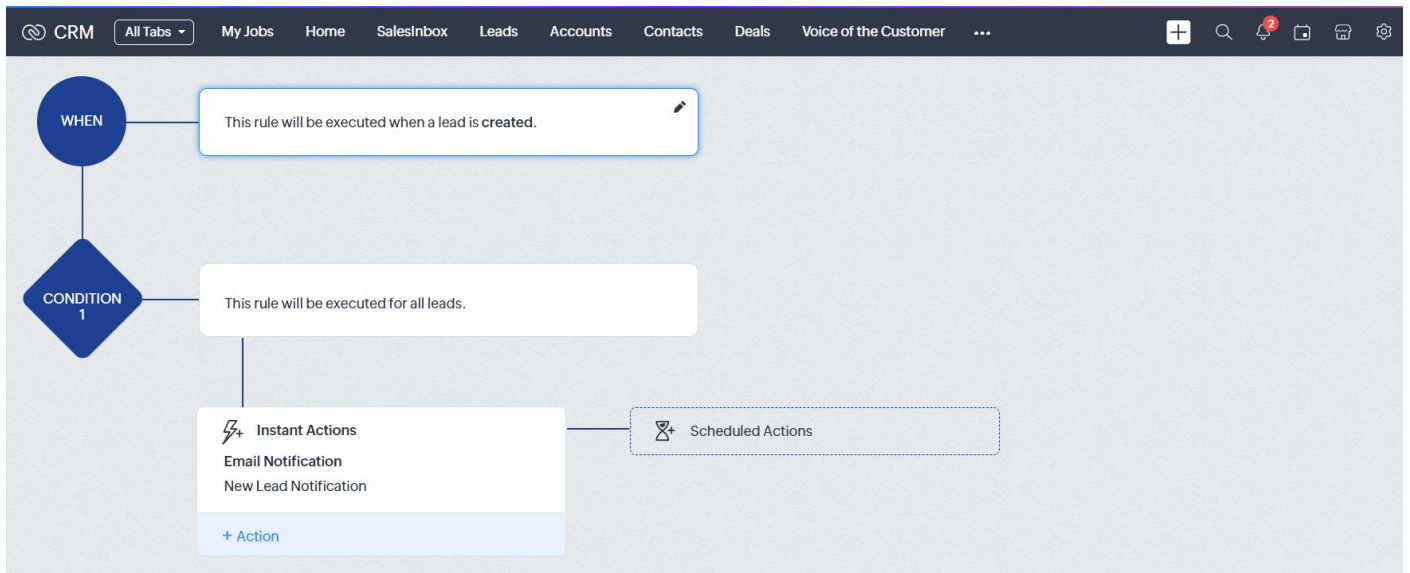 CRM All Tabs My Jobs Home SalesInbox Leads Accounts Contacts Deals Voice of the Customer ... 2
WHEN
This rule will be executed when a lead is created.
CONDITION
1
This rule will be executed for all leads.
Instant Actions
Scheduled Actions
Email Notification
New Lead Notification
+ Action